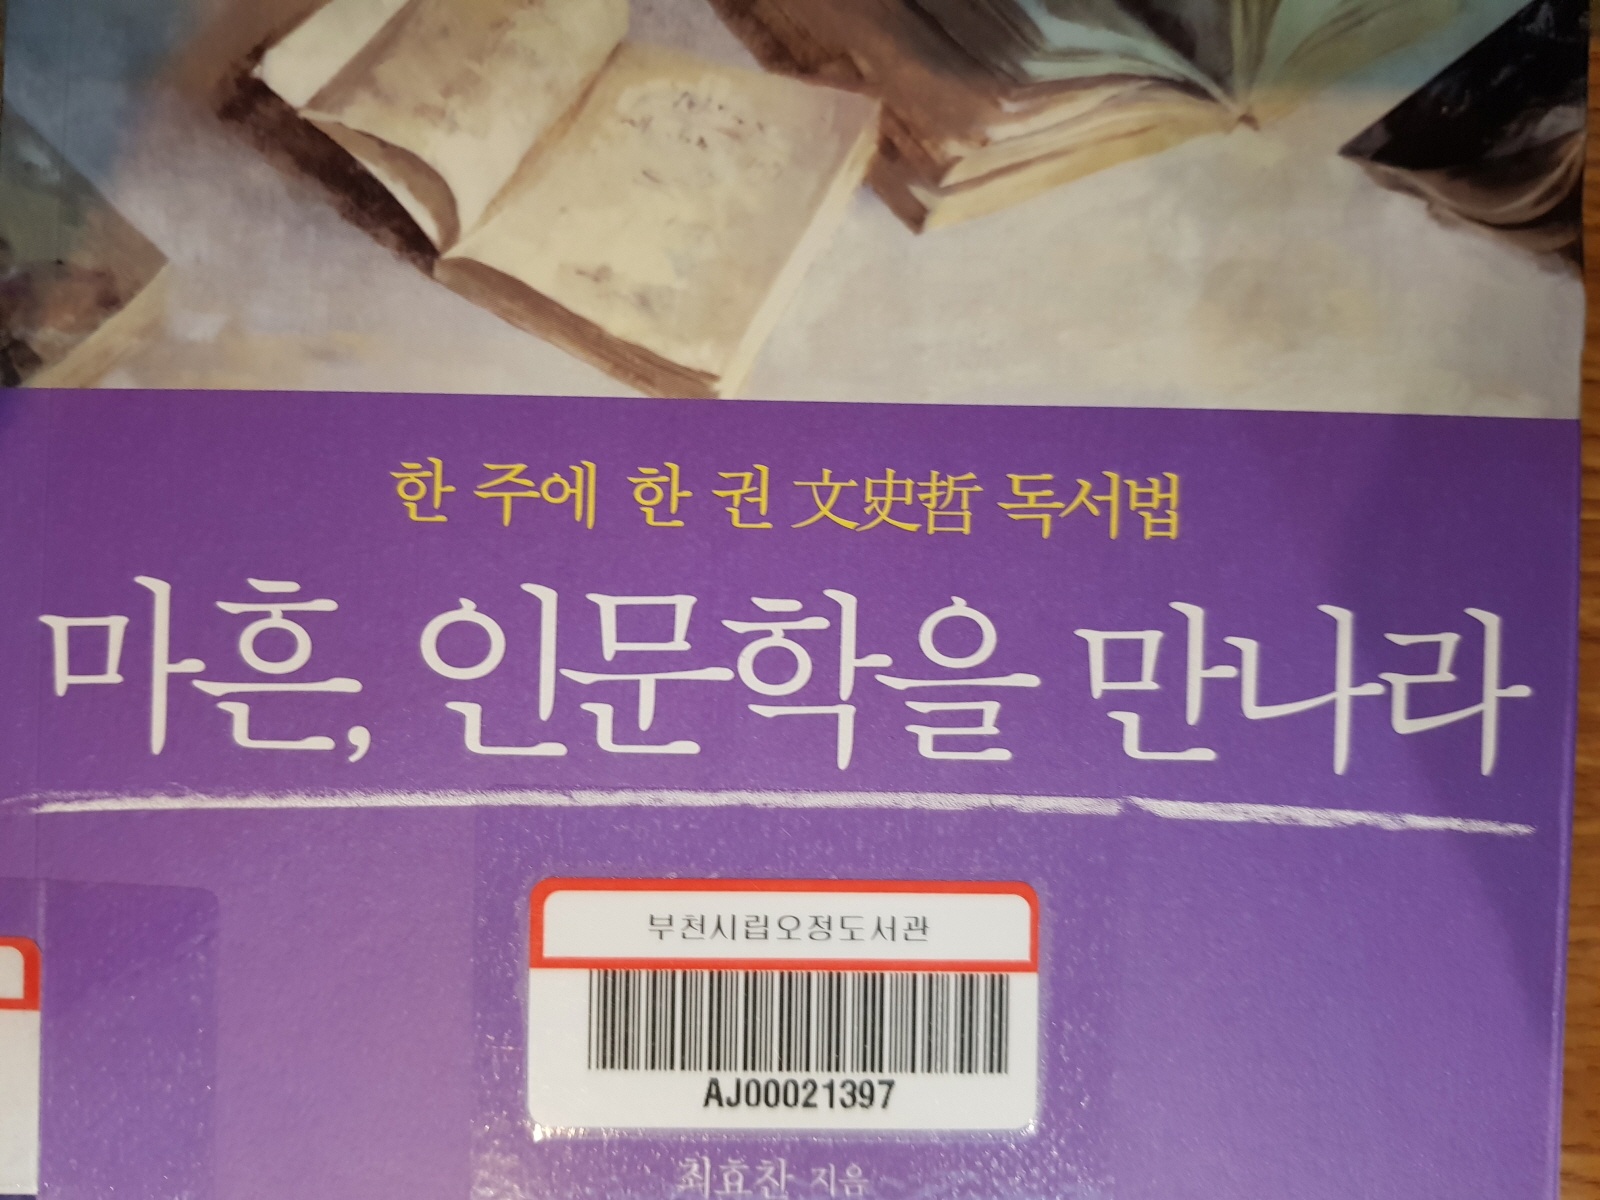 한 주에 한 권 文史哲 독서법
마흔, 인문학을 만나라
부천시립오정도서관
AJ00021397
최효찬 지음